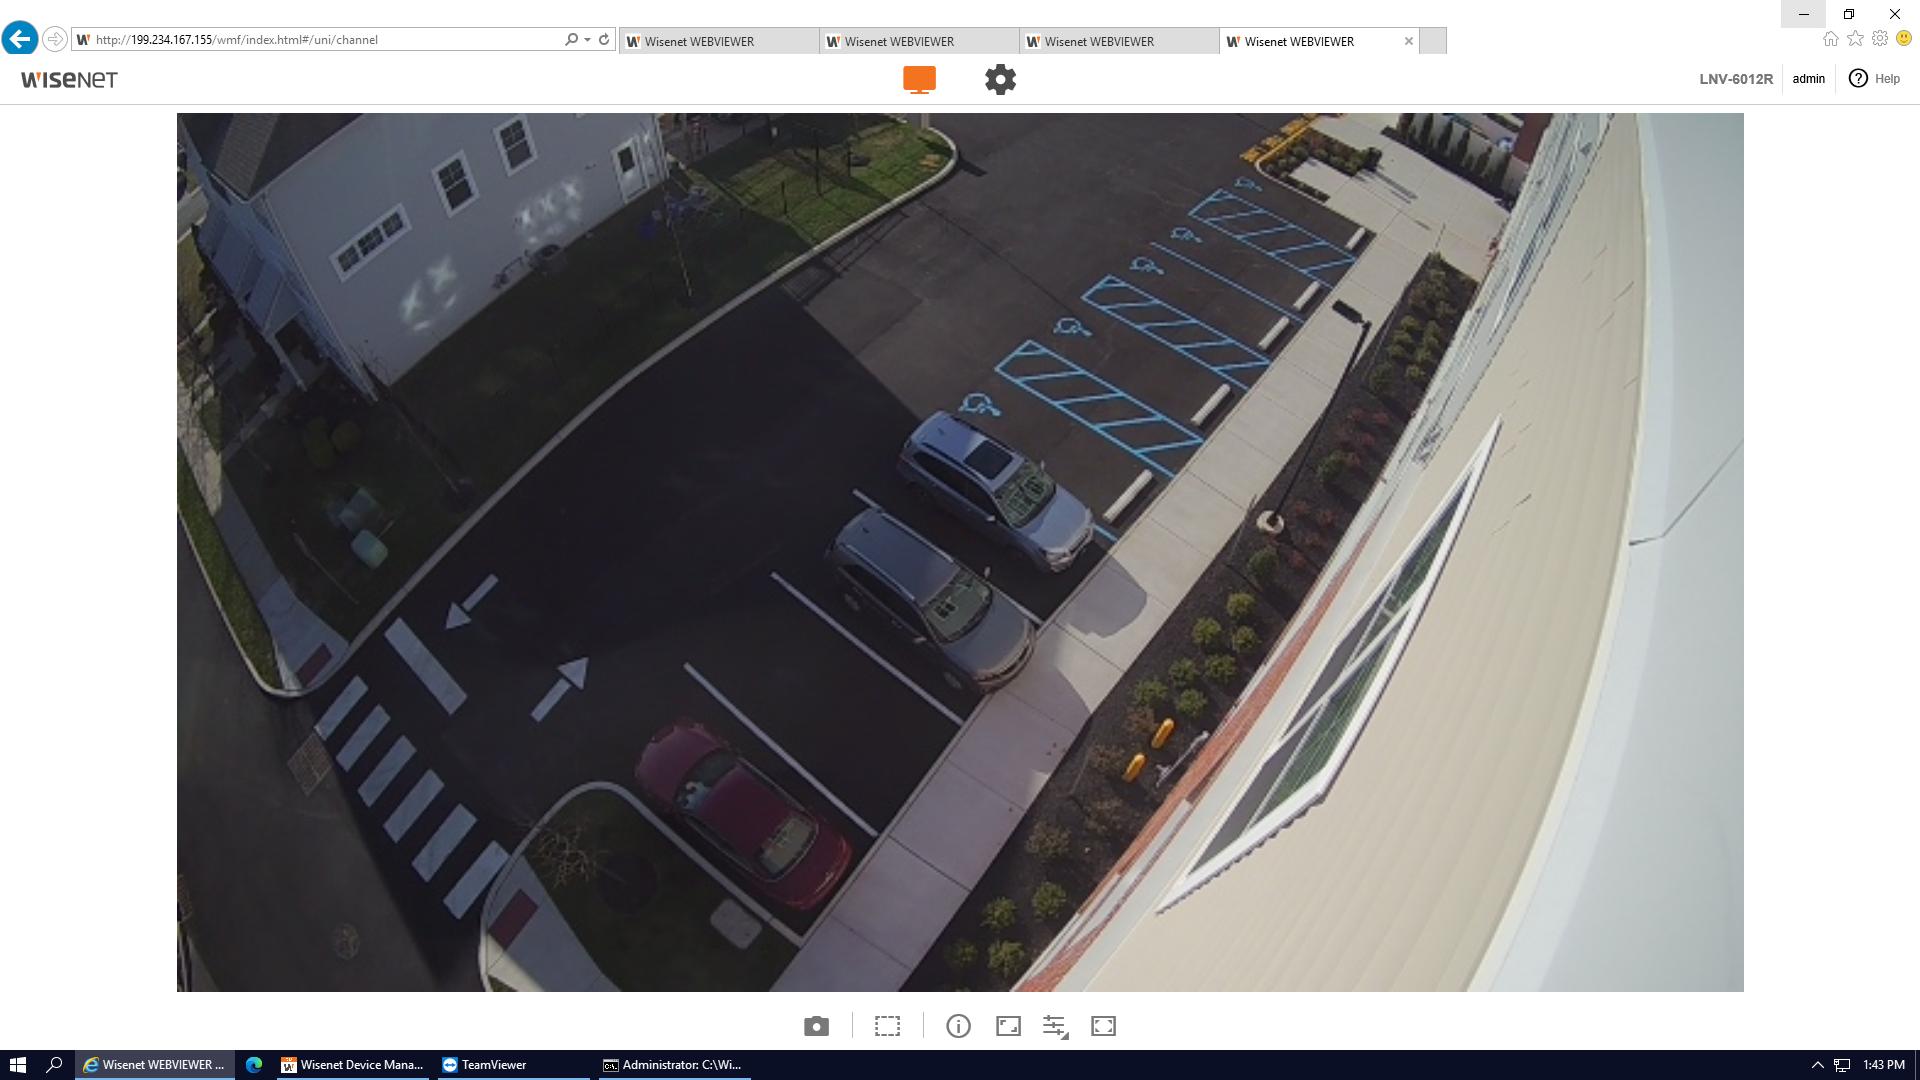 http://199.234.167.155/wmf/index.html#/uni/channel
Wisenet WEBVIEWER
Wisenet WEBVIEWER
Wisenet WEBVIEWER
Wisenet WEBVIEWER
WISENET
LNV-6012R
admin
? Help
Wisenet WEBVIEWER ...
Wisenet Device Mana...
TeamViewer
Administrator: C:\Wi...
1:43 PM